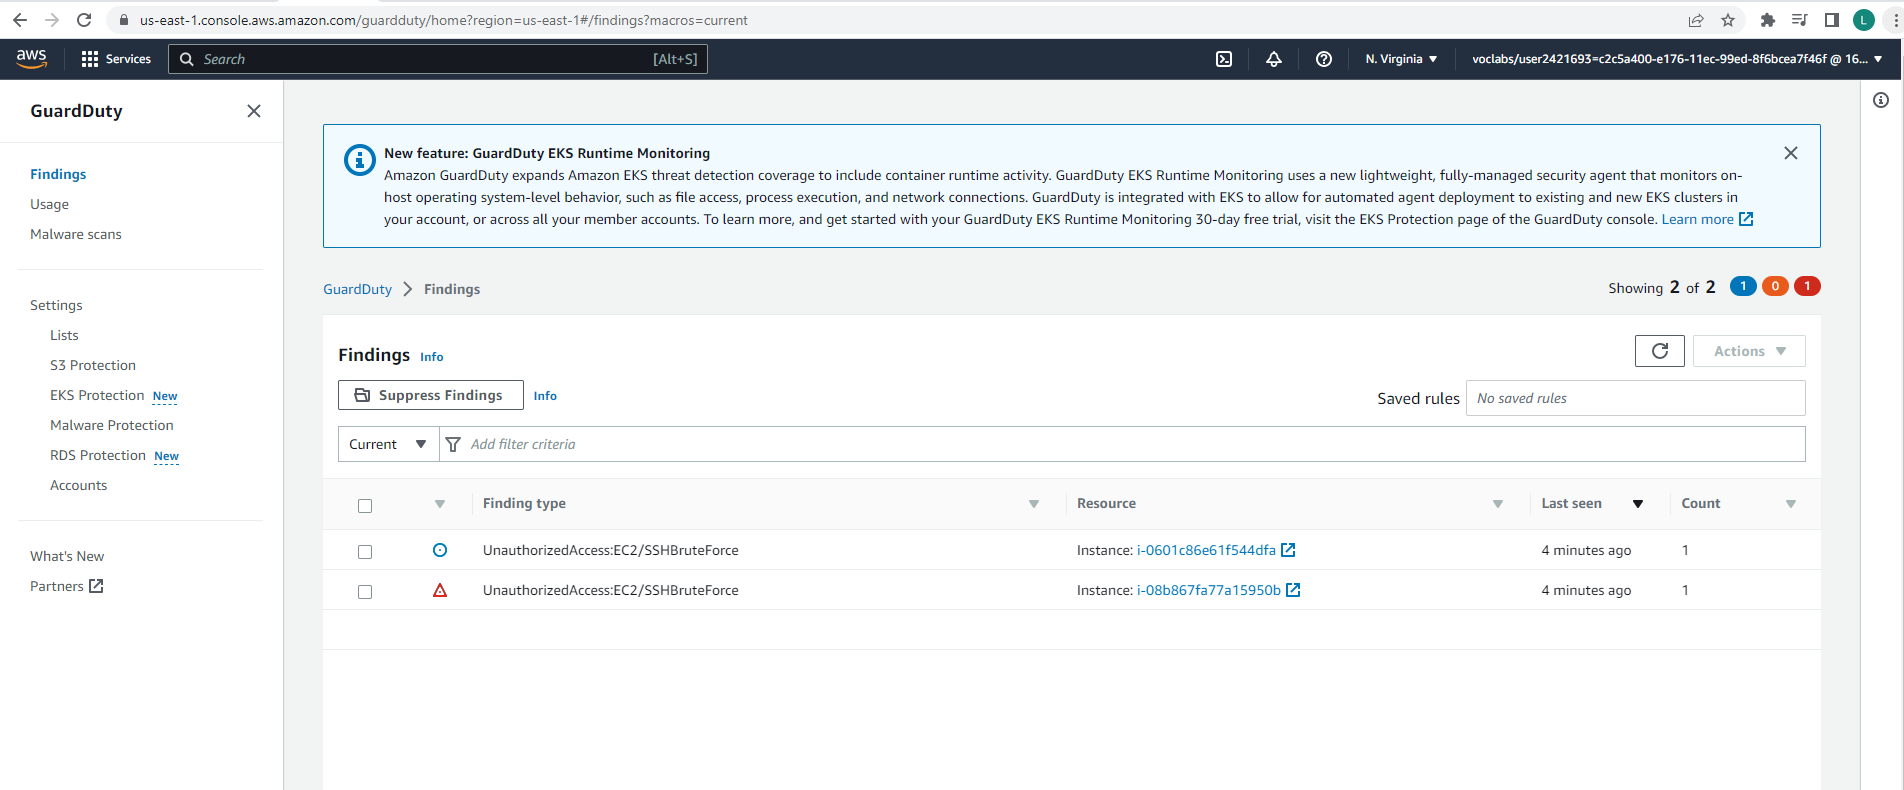 us-east-1.console.aws.amazon.com/guardduty/home?region=us-east-1#/findings?macros=current
L
aws
Services
Search
[Alt+S]
N. Virginia
voclabs/user2421693=c2c5a400-e176-11ec-99ed-8f6bcea7f46f @ 16...
GuardDuty
Findings
Usage
Malware scans
Settings
Lists
S3 Protection
EKS Protection New
Malware Protection
RDS Protection New
Accounts
What's New
Partners
New feature: GuardDuty EKS Runtime Monitoring
Amazon GuardDuty expands Amazon EKS threat detection coverage to include container runtime activity. GuardDuty EKS Runtime Monitoring uses a new lightweight, fully-managed security agent that monitors on-
host operating system-level behavior, such as file access, process execution, and network connections. GuardDuty is integrated with EKS to allow for automated agent deployment to existing and new EKS clusters in
your account, or across all your member accounts. To learn more, and get started with your GuardDuty EKS Runtime Monitoring 30-day free trial, visit the EKS Protection page of the GuardDuty console. Learn more
GuardDuty
Findings
Showing 2 of 2
1 0 1
Findings Info
Actions
Suppress Findings Info
Saved rules No saved rules
Current
Add filter criteria
Finding type Resource Last seen Count
UnauthorizedAccess:EC2/SSHBruteForce Instance: i-0601c86e61f544dfa 4 minutes ago 1
UnauthorizedAccess:EC2/SSHBruteForce Instance: i-08b867fa77a15950b 4 minutes ago 1